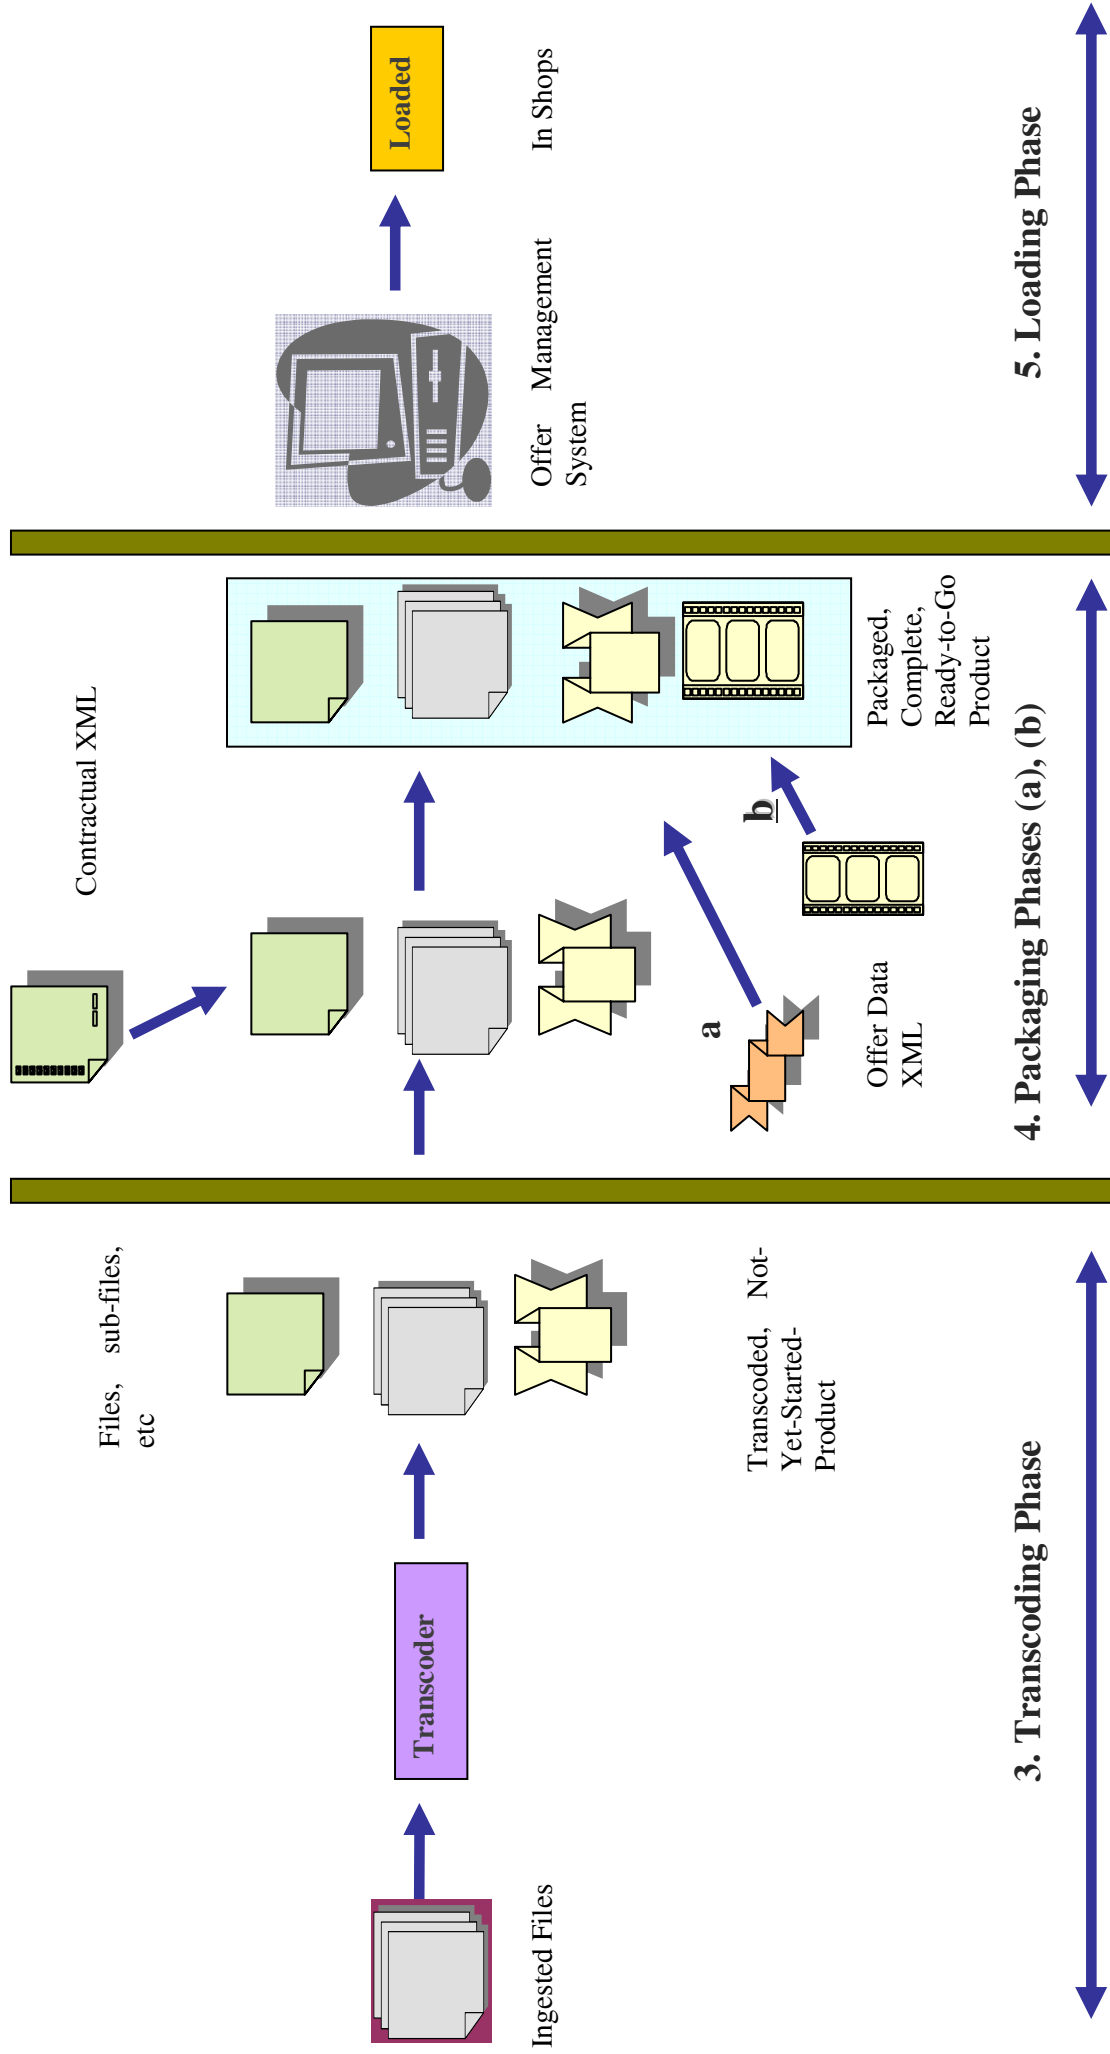 Ingested Files
Transcoder
Files, sub-files,
etc
Transcoded, Not-
Yet-Started-
Product
3. Transcoding Phase
Contractual XML
a
Offer Data
XML
b
Packaged,
Complete,
Ready-to-Go
Product
4. Packaging Phases (a), (b)
Offer Management
System
Loaded
In Shops
5. Loading Phase